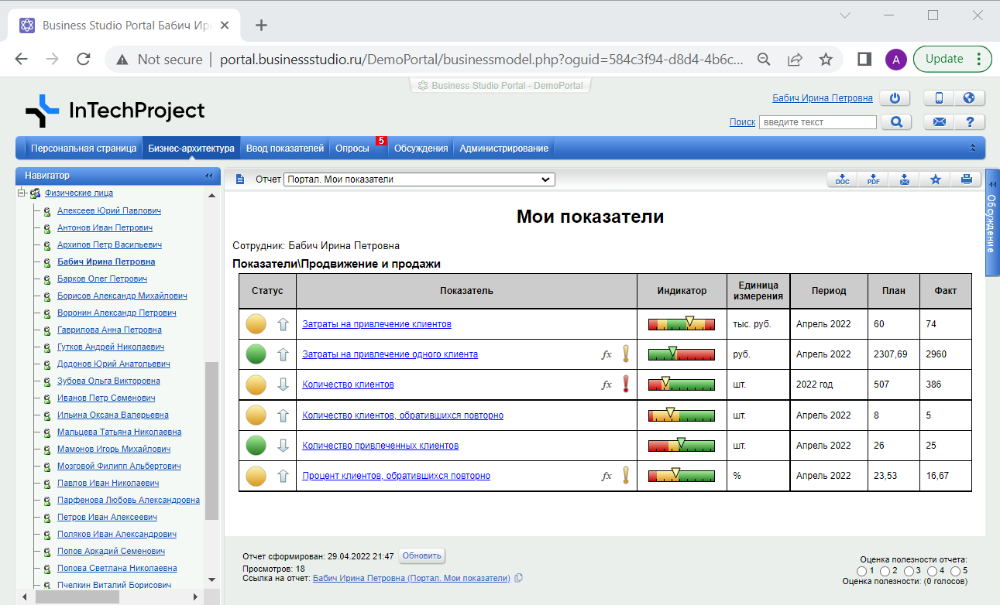 Business Studio Portal Бабич Ири
Not secure | portal.businessstudio.ru/DemoPortal/businessmodel.php?oguid=584c3f94-d8d4-4b6c...
A
Update
Business Studio Portal - DemoPortal
InTechProject
Бабич Ирина Петровна
Поиск введите текст ?
Персональная страница Бизнес-архитектура Ввод показателей Опросы 5 Обсуждения Администрирование
Навигатор
Физические лица
Алексеев Юрий Павлович
Антонов Иван Петрович
Архипов Петр Васильевич
Бабич Ирина Петровна
Барков Олег Петрович
Борисов Александр Михайлович
Воронин Александр Петрович
Гаврилова Анна Петровна
Гутков Андрей Николаевич
Додонов Юрий Анатольевич
Зубова Ольга Викторовна
Иванов Петр Семенович
Ильина Оксана Валерьевна
Мальцева Татьяна Николаевна
Мамонов Игорь Михайлович
Мозговой Филипп Альбертович
Павлов Иван Николаевич
Парфенова Любовь Александровна
Петров Иван Алексеевич
Поляков Иван Александрович
Попов Аркадий Семенович
Попова Светлана Николаевна
Пчелкин Виталий Борисович
Отчет Портал. Мои показатели
DOC PDF
Обсуждение
Мои показатели
Сотрудник: Бабич Ирина Петровна
Показатели\Продвижение и продажи
Статус Показатель Индикатор Единица измерения Период План Факт
Затраты на привлечение клиентов тыс. руб. Апрель 2022 60 74
Затраты на привлечение одного клиента fx руб. Апрель 2022 2307,69 2960
Количество клиентов fx шт. 2022 год 507 386
Количество клиентов, обратившихся повторно шт. Апрель 2022 8 5
Количество привлеченных клиентов шт. Апрель 2022 26 25
Процент клиентов, обратившихся повторно fx % Апрель 2022 23,53 16,67
Отчет сформирован: 29.04.2022 21:47 Обновить
Просмотров: 18
Ссылка на отчет: Бабич Ирина Петровна (Портал. Мои показатели)
Оценка полезности отчета:
1 2 3 4 5
Оценка полезности: (0 голосов)